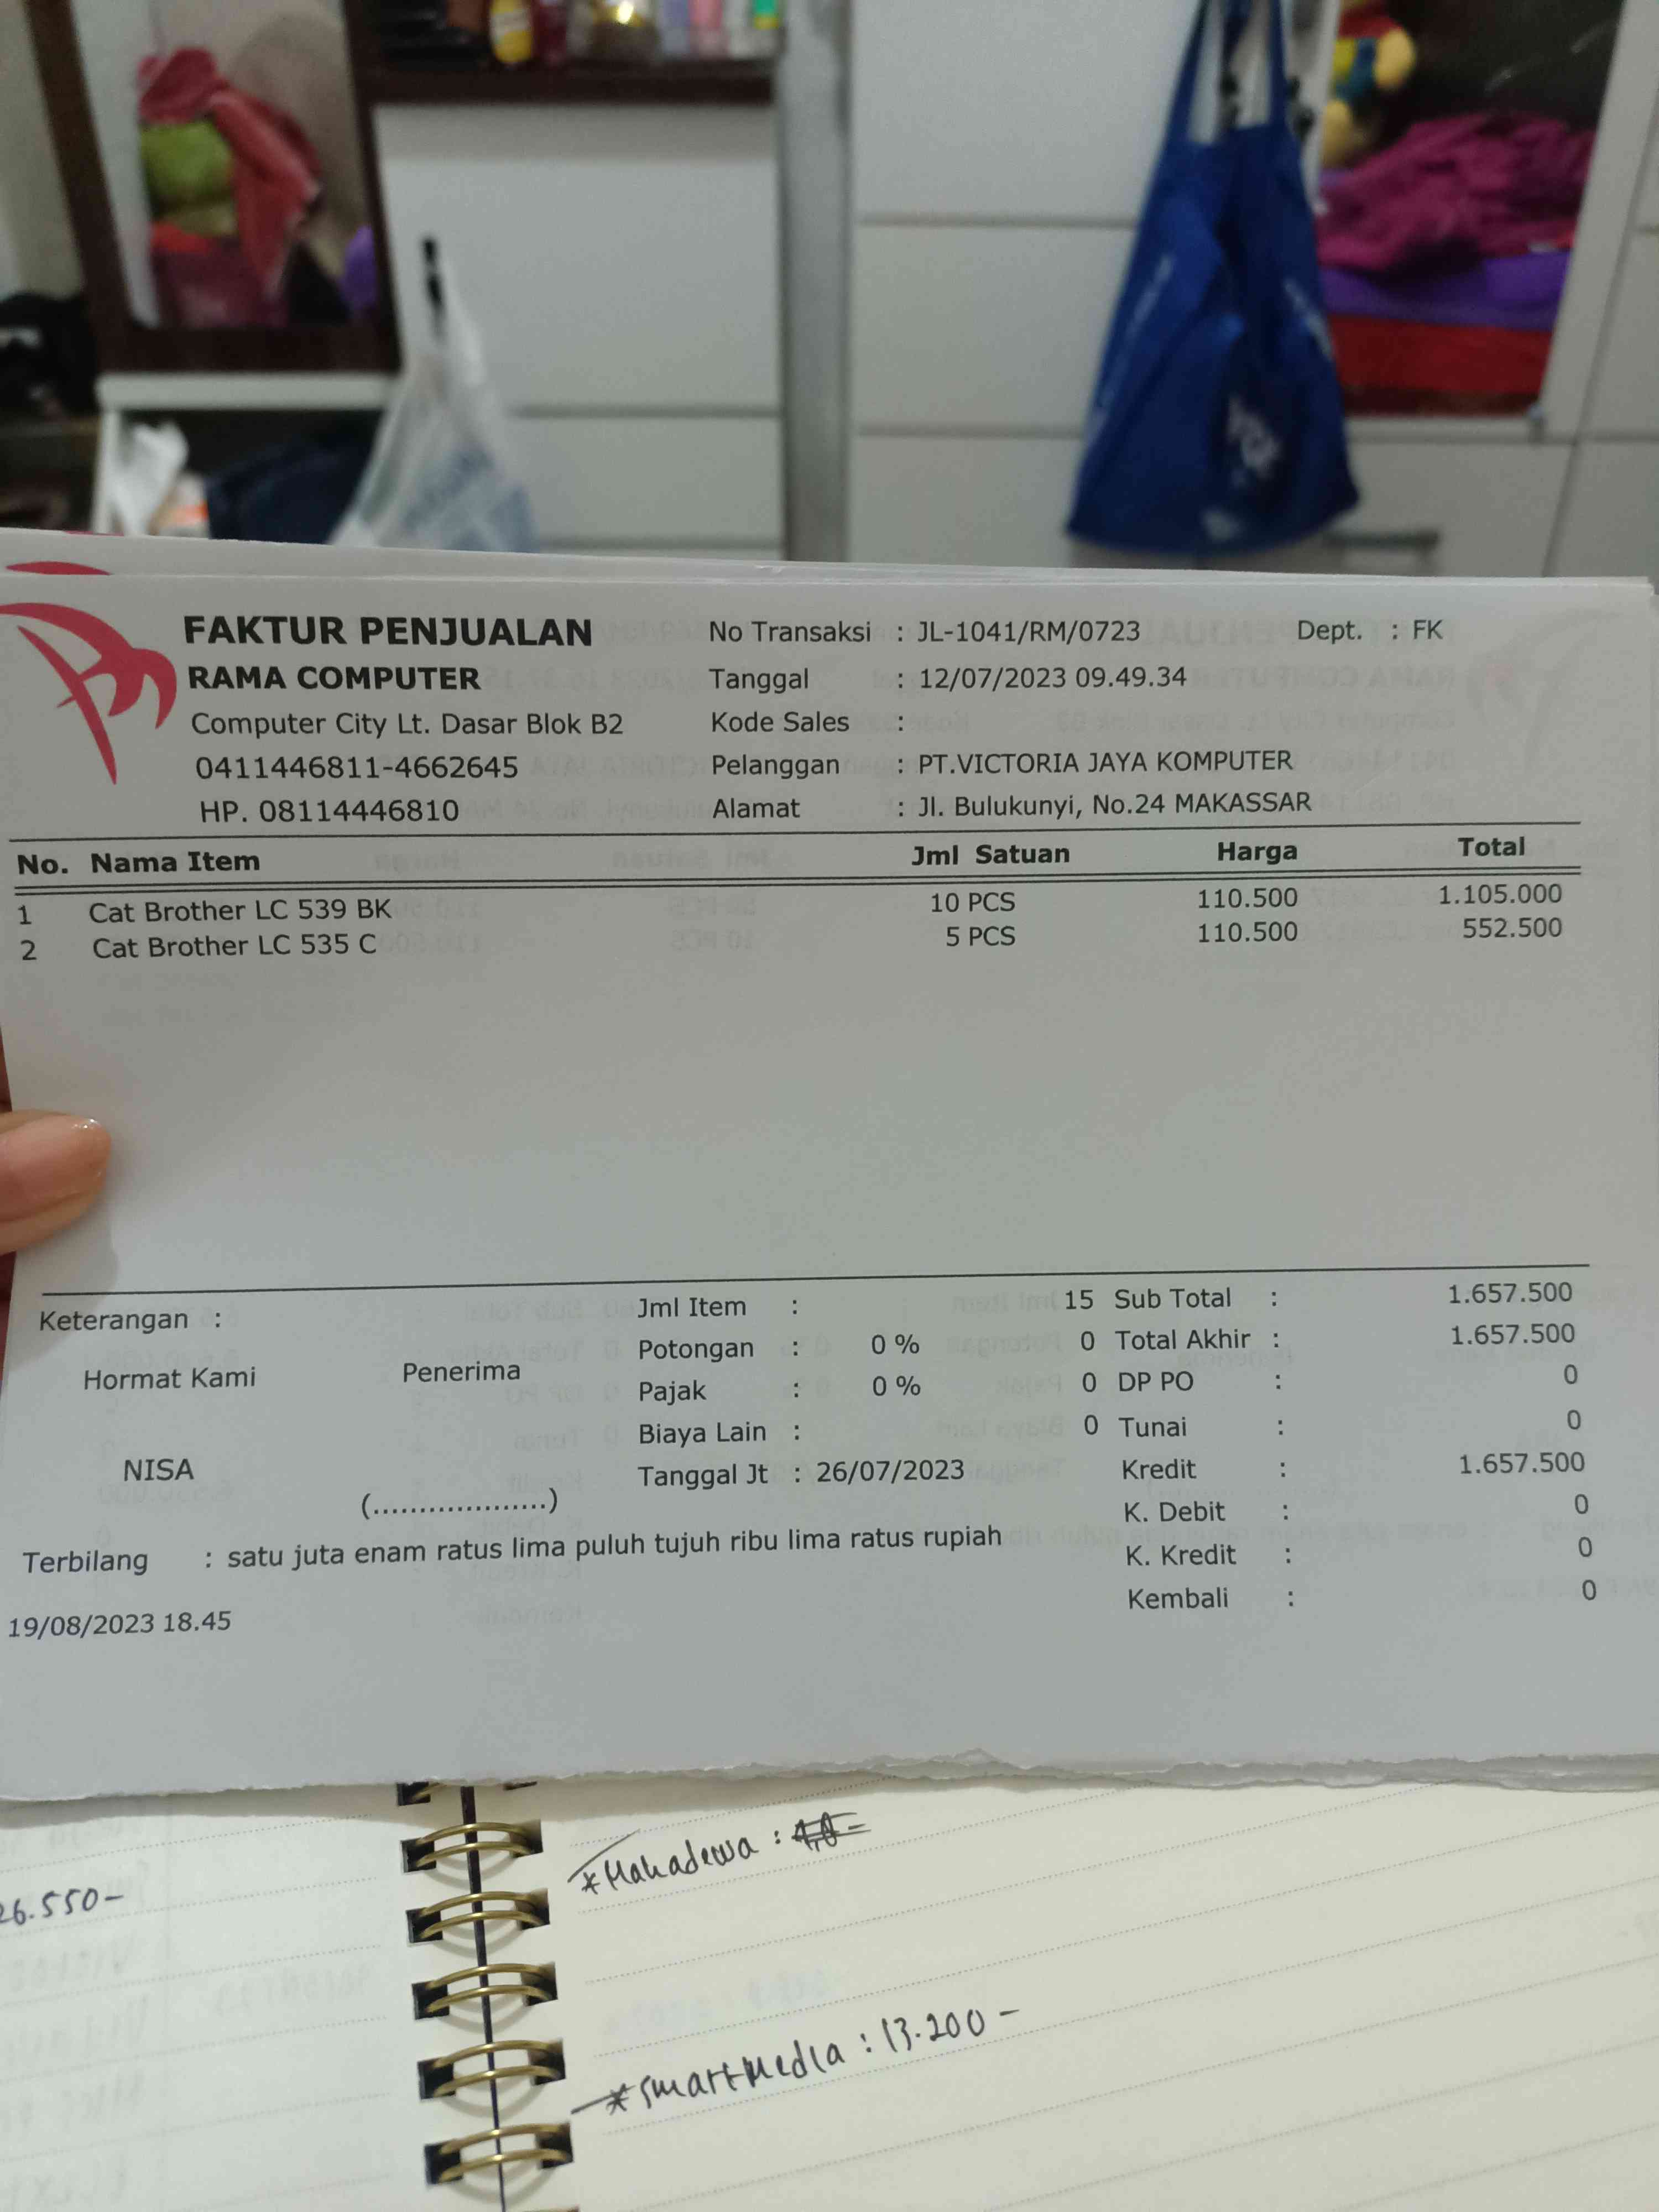 FAKTUR PENJUALAN
RAMA COMPUTER
Computer City Lt. Dasar Blok B2
0411446811-4662645
HP. 08114446810
No Transaksi : JL-1041/RM/0723 Dept. : FK
Tanggal : 12/07/2023 09.49.34
Kode Sales :
Pelanggan : PT.VICTORIA JAYA KOMPUTER
Alamat : Jl. Bulukunyi, No.24 MAKASSAR
No. Nama Item Jml Satuan Harga Total
1 Cat Brother LC 539 BK 10 PCS 110.500 1.105.000
2 Cat Brother LC 535 C 5 PCS 110.500 552.500
Keterangan :
Hormat Kami Penerima
NISA
(...................)
Jml Item : 15
Potongan : 0 % 0
Pajak : 0 % 0
Biaya Lain : 0
Tanggal Jt : 26/07/2023
Sub Total : 1.657.500
Total Akhir : 1.657.500
DP PO : 0
Tunai : 0
Kredit : 1.657.500
K. Debit : 0
K. Kredit : 0
Kembali : 0
Terbilang : satu juta enam ratus lima puluh tujuh ribu lima ratus rupiah
19/08/2023 18.45
26.550-
*Mahadewa :
*smartmedia : 13.200 -